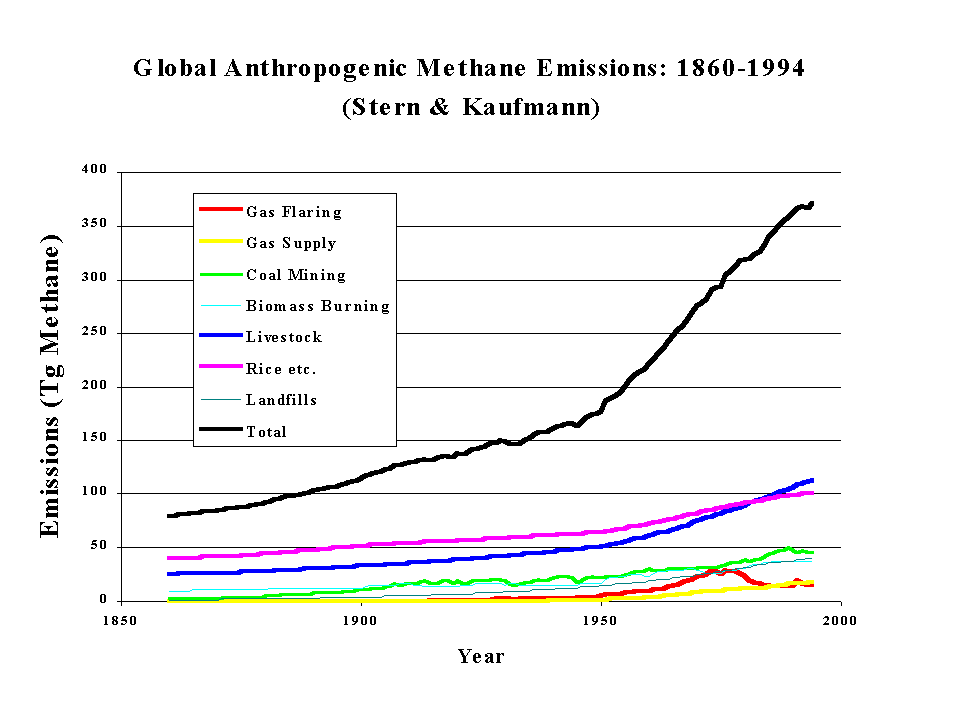 Global Anthropogenic Methane Emissions: 1860-1994
(Stern & Kaufmann)
Emissions (Tg Methane)
400
350
300
250
200
150
100
50
0
Gas Flaring
Gas Supply
Coal Mining
Biomass Burning
Livestock
Rice etc.
Landfills
Total
1850 1900 1950 2000
Year